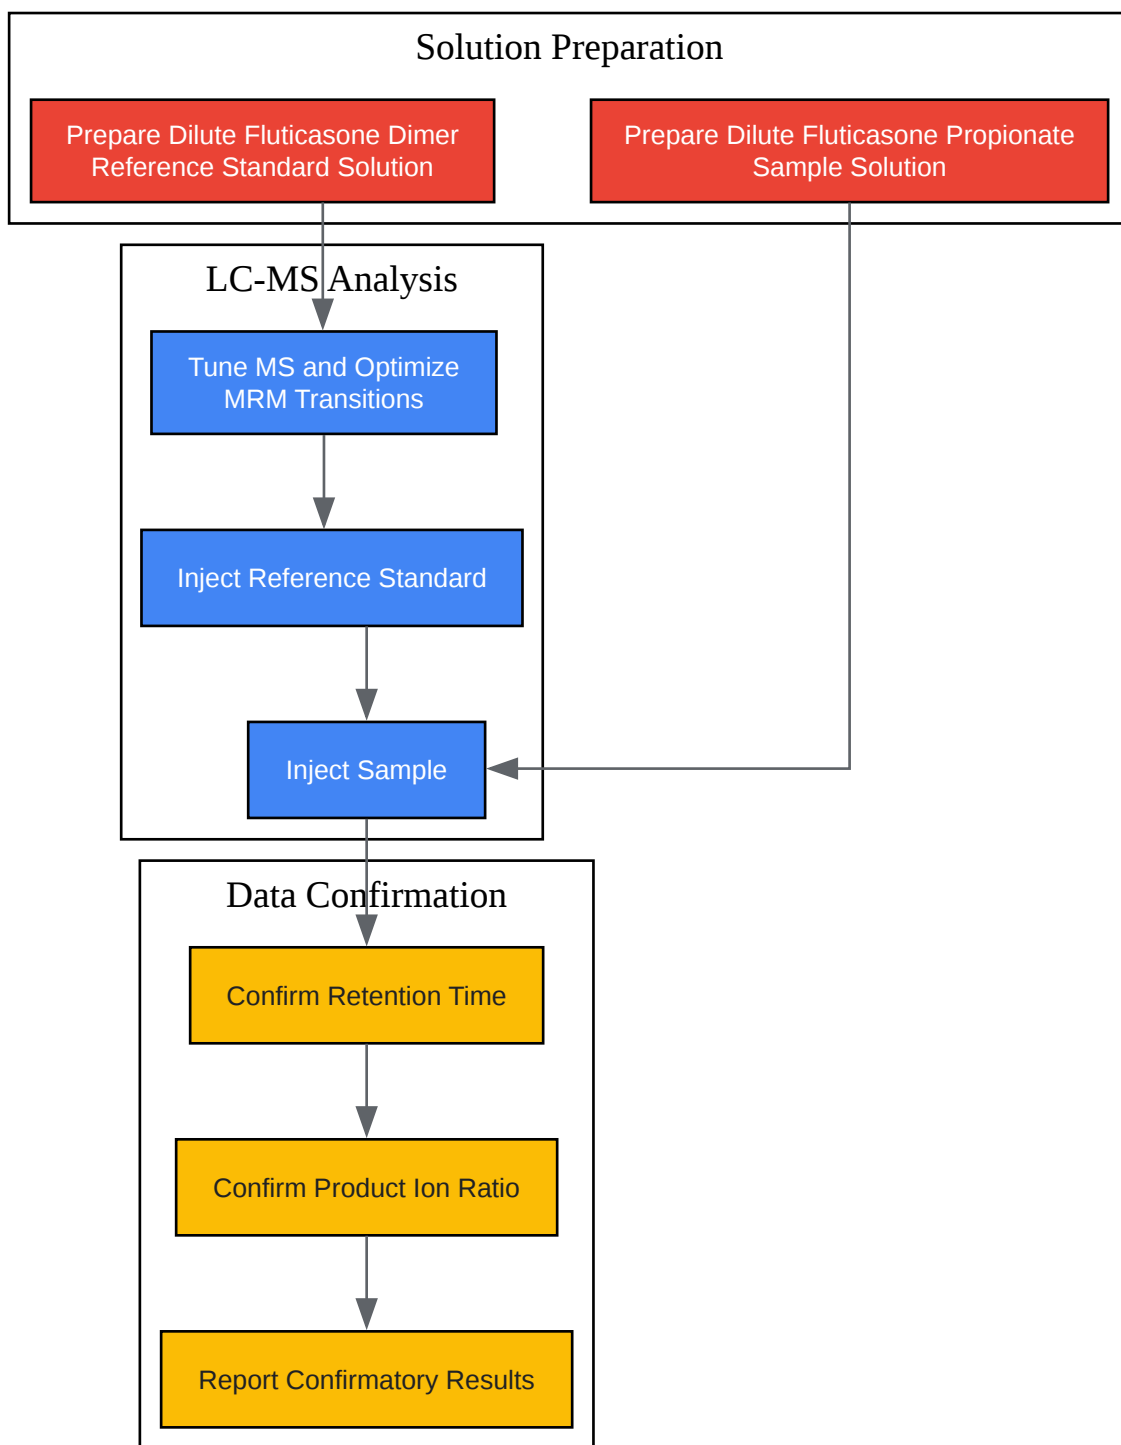 Solution Preparation
Prepare Dilute Fluticasone Dimer
Reference Standard Solution
Prepare Dilute Fluticasone Propionate
Sample Solution
LC-MS Analysis
Tune MS and Optimize
MRM Transitions
Inject Reference Standard
Inject Sample
Data Confirmation
Confirm Retention Time
Confirm Product Ion Ratio
Report Confirmatory Results